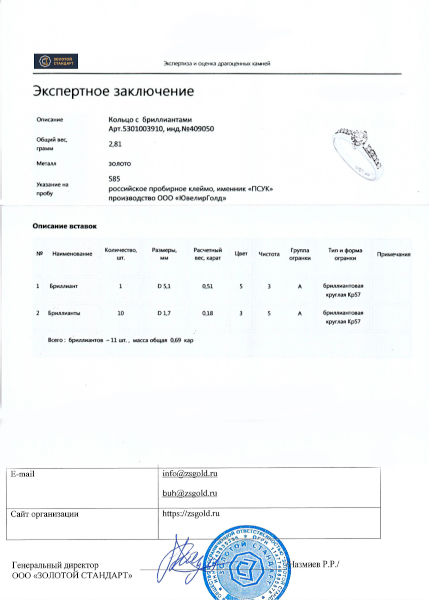 ЗОЛОТОЙ
СТАНДАРТ
Экспертиза и оценка драгоценных камней
Экспертное заключение
Описание Кольцо с бриллиантами
Арт.5301003910, инд.№409050
Общий вес, 2,81
грамм
Металл золото
Указание на 585
пробу российское пробирное клеймо, именник «ПСУК»
производство ООО «ЮвелирГолд»
Описание вставок
№ Наименование Количество, шт. Размеры, мм Расчетный вес, карат Цвет Чистота Группа огранки Тип и форма огранки Примечания
1 Бриллиант 1 D 5,1 0,51 5 3 А бриллиантовая
круглая Кр57
2 Бриллианты 10 D 1,7 0,18 3 5 А бриллиантовая
круглая Кр57
Всего : бриллиантов – 11 шт. , масса общая 0,69 кар
E-mail info@zsgold.ru
buh@zsgold.ru
Сайт организации https://zsgold.ru
Генеральный директор
ООО «ЗОЛОТОЙ СТАНДАРТ»Назмиев Р.Р./
ЗОЛОТОЙ СТАНДАРТ